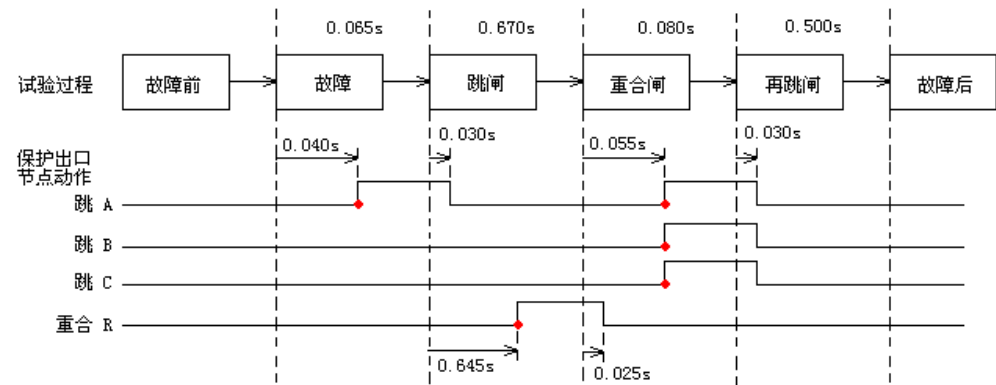 0.065s 0.670s 0.080s 0.500s
试验过程 故障前 故障 跳闸 重合闸 再跳闸 故障后
0.040s 0.030s 0.055s 0.030s
保护出口
节点动作
跳 A
跳 B
跳 C
重合 R
0.645s 0.025s